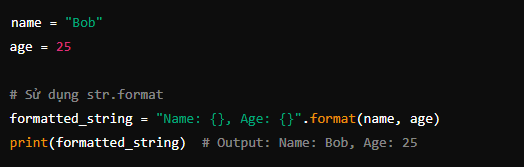 name = "Bob"
age = 25
# Sử dụng str.format
formatted_string = "Name: {}, Age: {}".format(name, age)
print(formatted_string)  # Output: Name: Bob, Age: 25